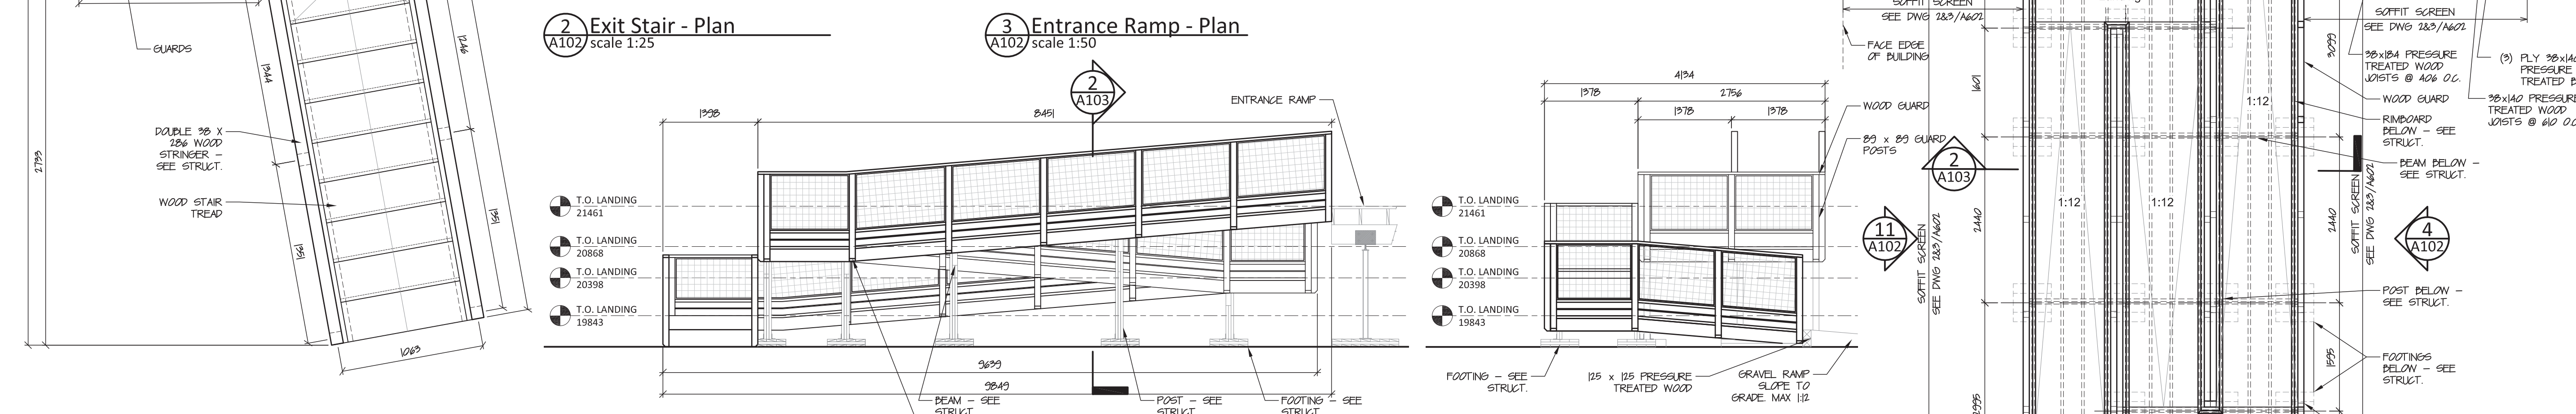 GUARDS
1344
1246
2733
DOUBLE 38 X
286 WOOD
STRINGER –
SEE STRUCT.
WOOD STAIR
TREAD
1351
1351
1063
2
A102
Exit Stair - Plan
scale 1:25
3
A102
Entrance Ramp - Plan
scale 1:50
2
A103
ENTRANCE RAMP
1398
8451
T.O. LANDING
21461
T.O. LANDING
20868
T.O. LANDING
20398
T.O. LANDING
19843
9639
9849
BEAM – SEE
STRUCT.
POST – SEE
STRUCT.
FOOTING – SEE
STRUCT.
4134
1378
2756
1378
1378
WOOD GUARD
89 x 89 GUARD
POSTS
T.O. LANDING
21461
T.O. LANDING
20868
T.O. LANDING
20398
T.O. LANDING
19843
FOOTING – SEE
STRUCT.
125 x 125 PRESSURE
TREATED WOOD
GRAVEL RAMP
SLOPE TO
GRADE. MAX 1:12
SOFFIT SCREEN
SEE DWG 2&3/A602
FACE EDGE
OF BUILDING
2
A103
11
A102
SOFFIT SCREEN
SEE DWG 2&3/A602
1601
2440
1:12
1:12
1:12
SOFFIT SCREEN
SEE DWG 2&3/A602
3099
38x184 PRESSURE
TREATED WOOD
JOISTS @ 406 O.C.
WOOD GUARD
RIMBOARD
BELOW – SEE
STRUCT.
BEAM BELOW –
SEE STRUCT.
SOFFIT SCREEN
SEE DWG 2&3/A602
2440
4
A102
POST BELOW –
SEE STRUCT.
1595
FOOTINGS
BELOW – SEE
STRUCT.
(3) PLY
PRESSURE
TREATED
38x140 PRESSURE
TREATED WOOD
JOISTS @ 610